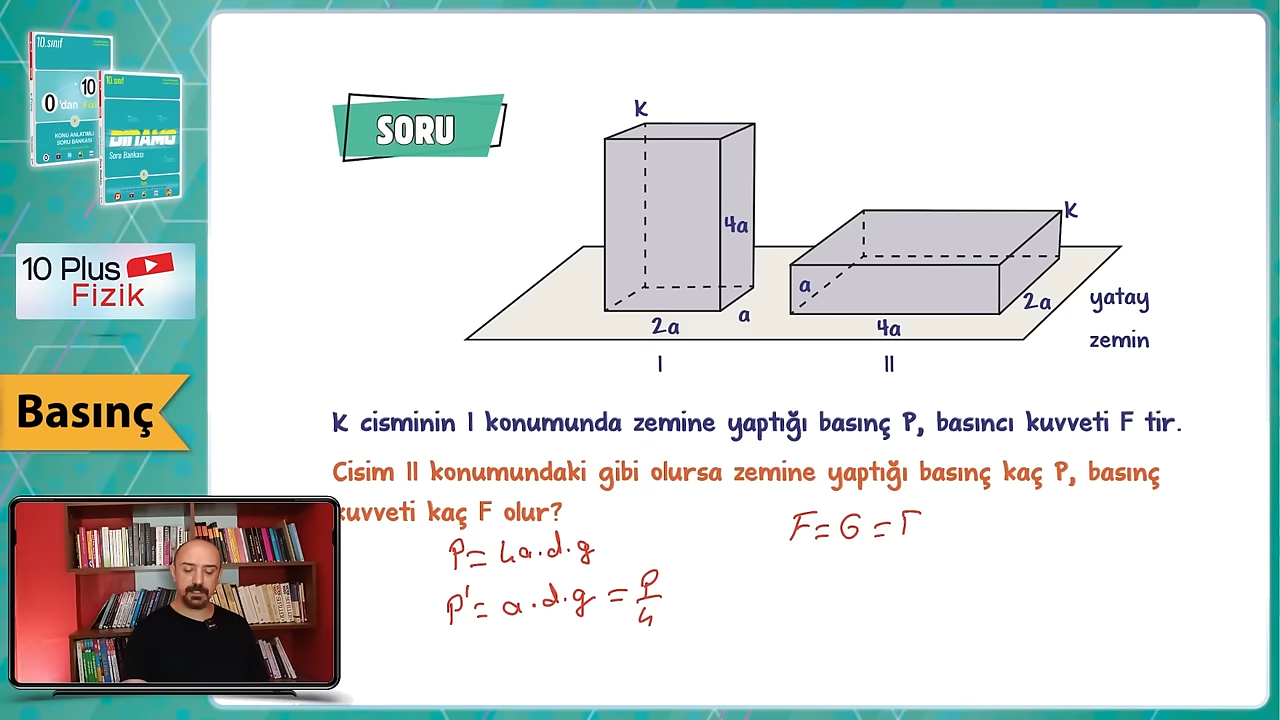 10.sınıf
0'dan 10
Fizik
KONU ANLATIMLI
SORU BANKASI
10.sınıf
DİNAMO
Soru Bankası
10 Plus
Fizik
Basınç
SORU
K
4a
2a
a
I
K
a
4a
2a
II
yatay
zemin
K cisminin I konumunda zemine yaptığı basınç P, basıncı kuvveti F tir.
Cisim II konumundaki gibi olursa zemine yaptığı basınç kaç P, basınç
kuvveti kaç F olur?
P = 4a.d.g
P' = a.d.g = P/4
F = G = F